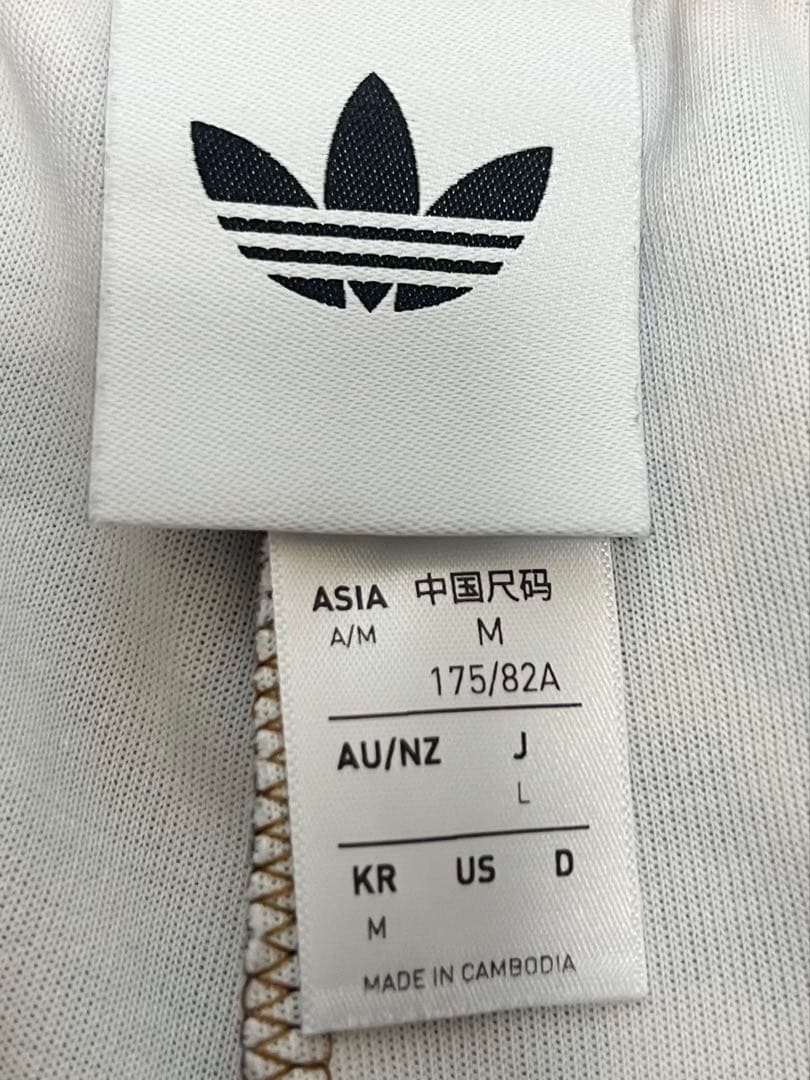 ASIA 中国尺码
A/M M
175/82A
AU/NZ J
L
KR US D
M
MADE IN CAMBODIA